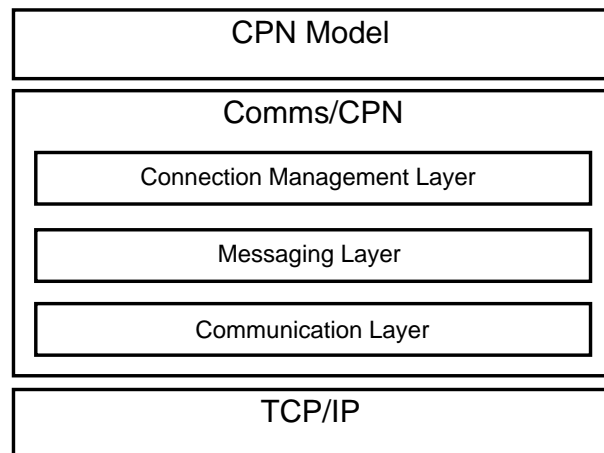 CPN Model
Comms/CPN
Connection Management Layer
Messaging Layer
Communication Layer
TCP/IP